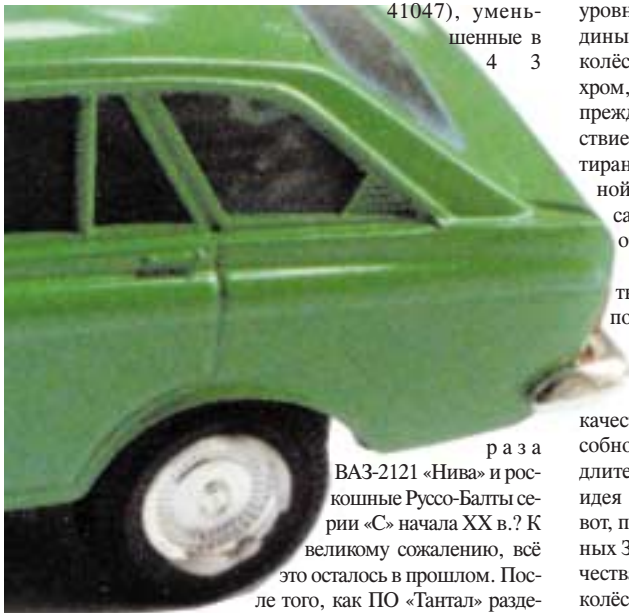 41047), умень-
шенные в
4 3
раза
ВАЗ-2121 «Нива» и рос-
кошные Руссо-Балты се-
рии «С» начала XX в.? К
великому сожалению, всё
это осталось в прошлом. Пос-
ле того, как ПО «Тантал» разде-
уровн
дины
колёс
хром,
прежд
ствие
тиран
ной
са
о
ть
по
качес
собно
длите
идея
вот, п
ных З
честв
колёс